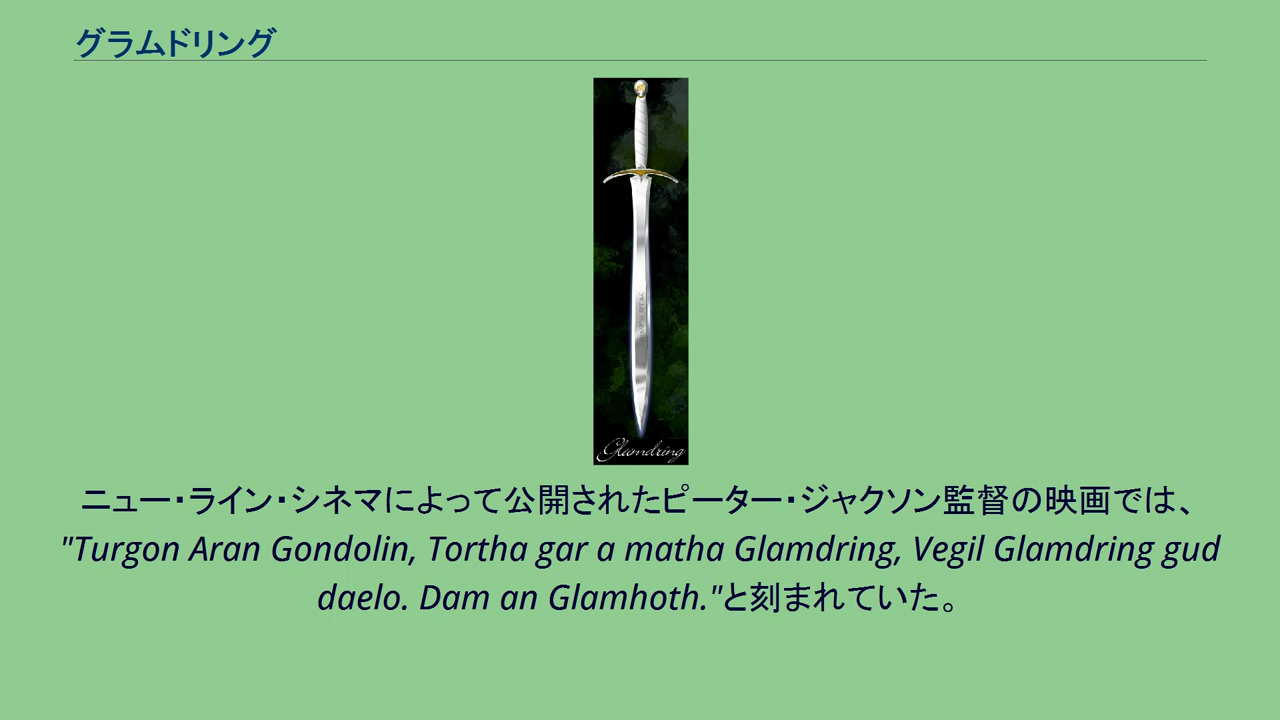 グラムドリング
Glamdring
ニュー・ライン・シネマによって公開されたピーター・ジャクソン監督の映画では、
"Turgon Aran Gondolin, Tortha gar a matha Glamdring, Vegil Glamdring gud
daelo. Dam an Glamhoth."と刻まれていた。